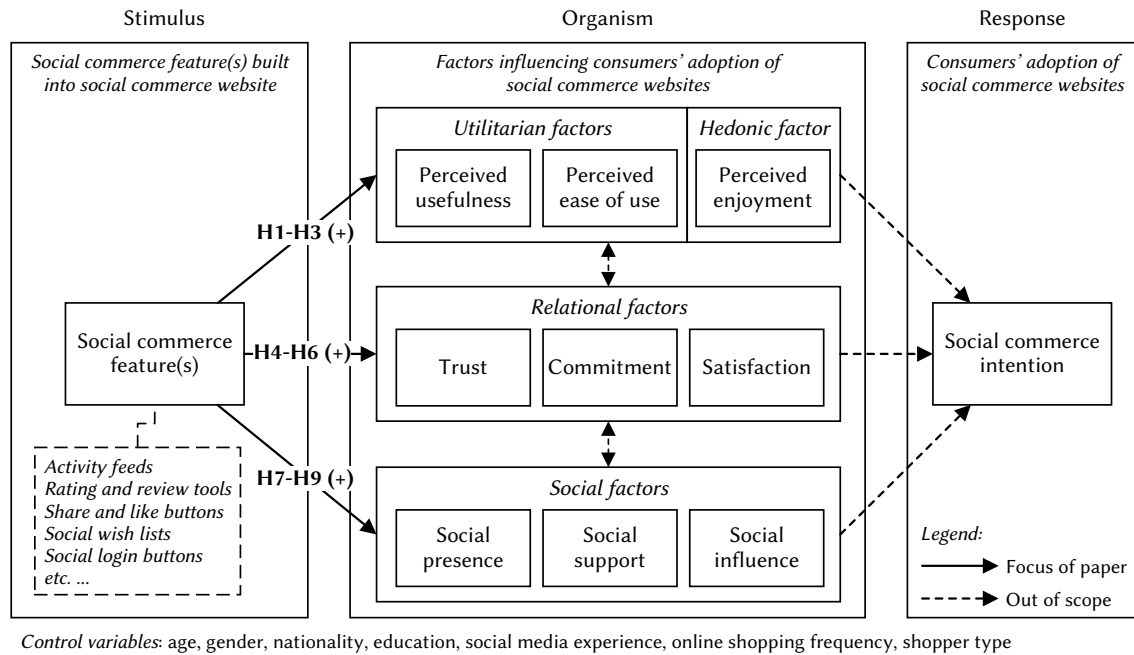 Stimulus
Organism
Response
Social commerce feature(s) built
into social commerce website
Factors influencing consumers' adoption of
social commerce websites
Consumers' adoption
of social commerce websites
Utilitarian factors
Hedonic factor
Perceived
usefulness
Perceived
ease of use
Perceived
enjoyment
H1-H3 (+)
Relational factors
Social commerce
feature(s)
H4-H6 (+)
Trust
Commitment
Satisfaction
Social commerce
intention
Activity feeds
Rating and review tools
Share and like buttons
Social wish lists
Social login buttons
etc. ...
H7-H9 (+)
Social factors
Social
presence
Social
support
Social
influence
Legend:
Focus of paper
Out of scope
Control variables: age, gender, nationality, education, social media experience, online shopping frequency, shopper type